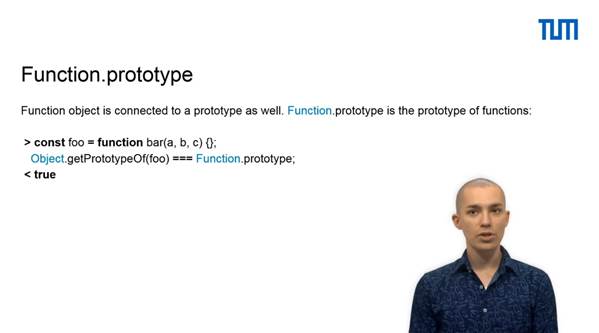 TUM
Function.prototype
Function object is connected to a prototype as well. Function.prototype is the prototype of functions:
> const foo = function bar(a, b, c) {};
Object.getPrototypeOf(foo) === Function.prototype;
< true